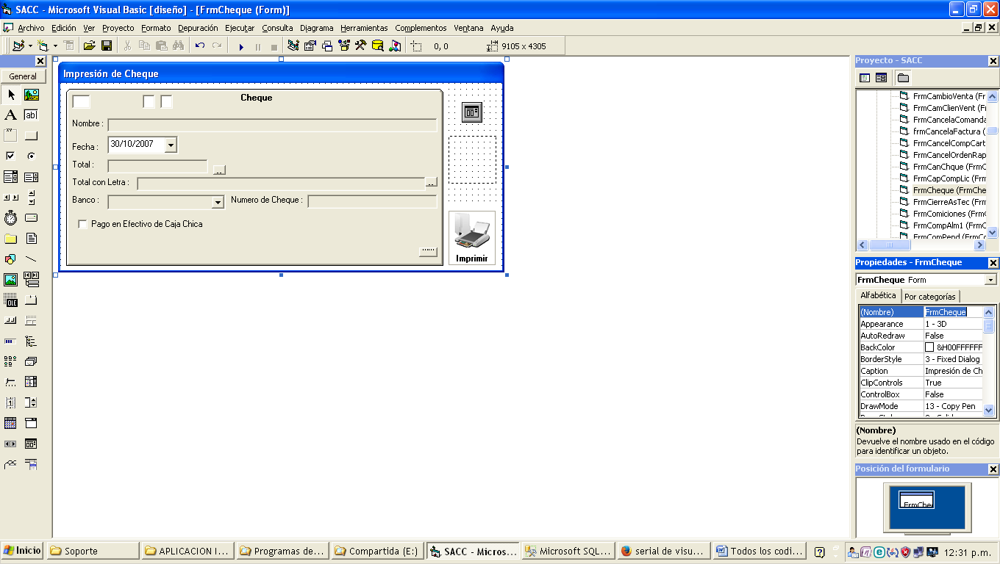 SACC - Microsoft Visual Basic [diseño] - [FrmCheque (Form)]
Archivo Edición Ver Proyecto Formato Depuración Ejecutar Consulta Diagrama Herramientas Complementos Ventana Ayuda
0, 0 9105 x 4305
General
A ab|
xy
OLE
Impresión de Cheque
Cheque
Nombre :
Fecha : 30/10/2007
Total : ..
Total con Letra : ..
Banco : Numero de Cheque :
Pago en Efectivo de Caja Chica
......
Imprimir
Proyecto - SACC
FrmCambioVenta (Fr
FrmCamClienVent (F
FrmCancelaComanda
frmCancelaFactura (
FrmCancelCompCart
FrmCancelOrdenRap
FrmCanChque (FrmC
FrmCapCompLic (Frm
FrmCheque (FrmChe
FrmCierreAsTec (Frm
FrmComiciones (Frm
FrmCompAlm1 (FrmC
FrmComPend (FrmC
Propiedades - FrmCheque
FrmCheque Form
Alfabética Por categorías
(Nombre) FrmCheque
Appearance 1 - 3D
AutoRedraw False
BackColor &H00FFFFFF
BorderStyle 3 - Fixed Dialog
Caption Impresión de Ch
ClipControls True
ControlBox False
DrawMode 13 - Copy Pen
(Nombre)
Devuelve el nombre usado en el código
para identificar un objeto.
Posición del formulario
FrmChe
Inicio Soporte APLICACION I... Programas de... Compartida (E:) SACC - Micros... Microsoft SQL... serial de visu... Todos los codi... 12:31 p.m.